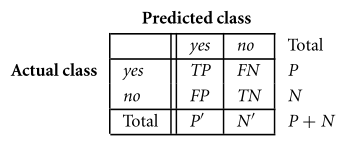 Predicted class
yes no Total
Actual class yes TP FN P
no FP TN N
Total P′ N′ P + N